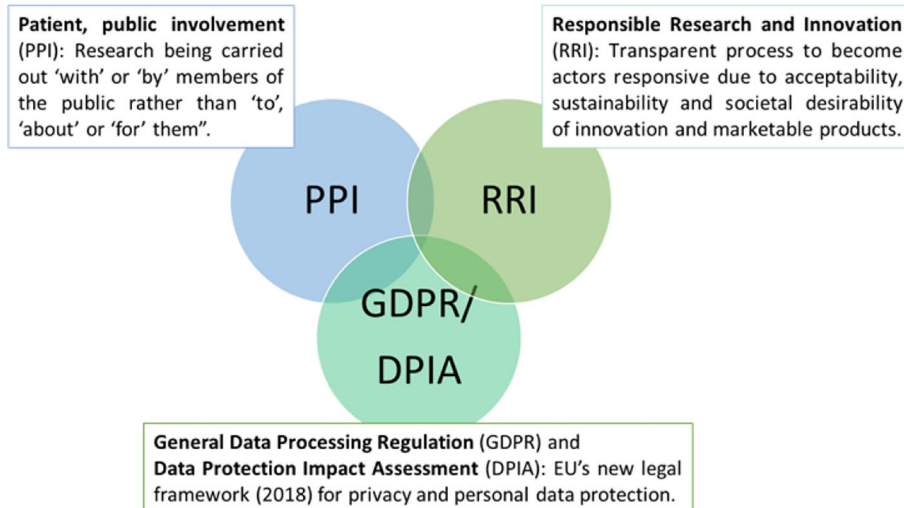 Patient, public involvement
(PPI): Research being carried
out ‘with’ or ‘by’ members of
the public rather than ‘to’,
‘about’ or ‘for’ them”.
Responsible Research and Innovation
(RRI): Transparent process to become
actors responsive due to acceptability,
sustainability and societal desirability
of innovation and marketable products.
PPI
RRI
GDPR/
DPIA
General Data Processing Regulation (GDPR) and
Data Protection Impact Assessment (DPIA): EU’s new legal
framework (2018) for privacy and personal data protection.